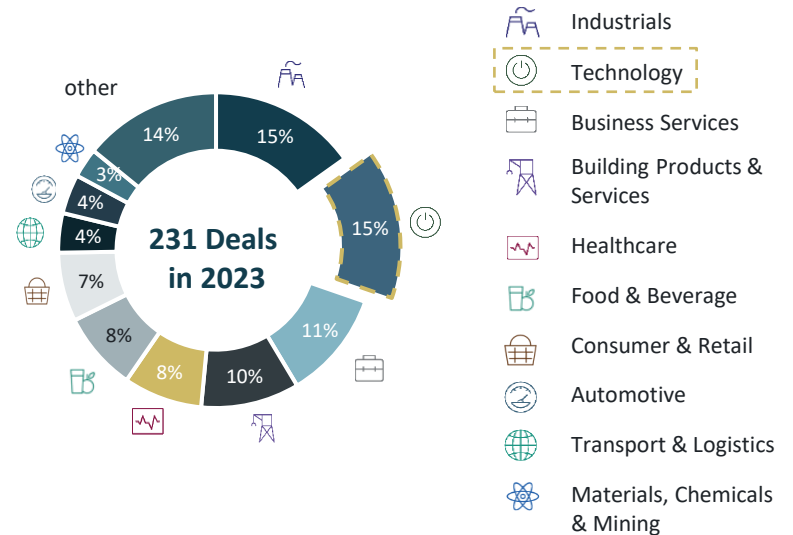 other
14%
15%
3%
4%
4%
7%
8%
8%
10%
11%
15%
231 Deals
in 2023
Industrials
Technology
Business Services
Building Products &
Services
Healthcare
Food & Beverage
Consumer & Retail
Automotive
Transport & Logistics
Materials, Chemicals
& Mining